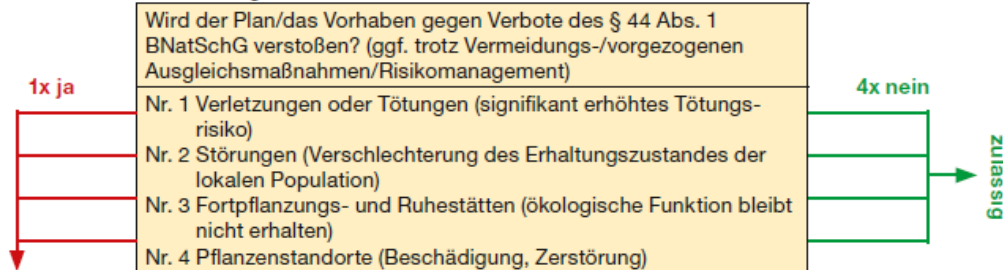 Wird der Plan/das Vorhaben gegen Verbote des § 44 Abs. 1
BNatSchG verstoßen? (ggf. trotz Vermeidungs-/vorgezogenen
Ausgleichsmaßnahmen/Risikomanagement)
1x ja
4x nein
Nr. 1 Verletzungen oder Tötungen (signifikant erhöhtes Tötungs-
risiko)
Nr. 2 Störungen (Verschlechterung des Erhaltungszustandes der
lokalen Population)
Nr. 3 Fortpflanzungs- und Ruhestätten (ökologische Funktion bleibt
nicht erhalten)
Nr. 4 Pflanzenstandorte (Beschädigung, Zerstörung)
zulässig